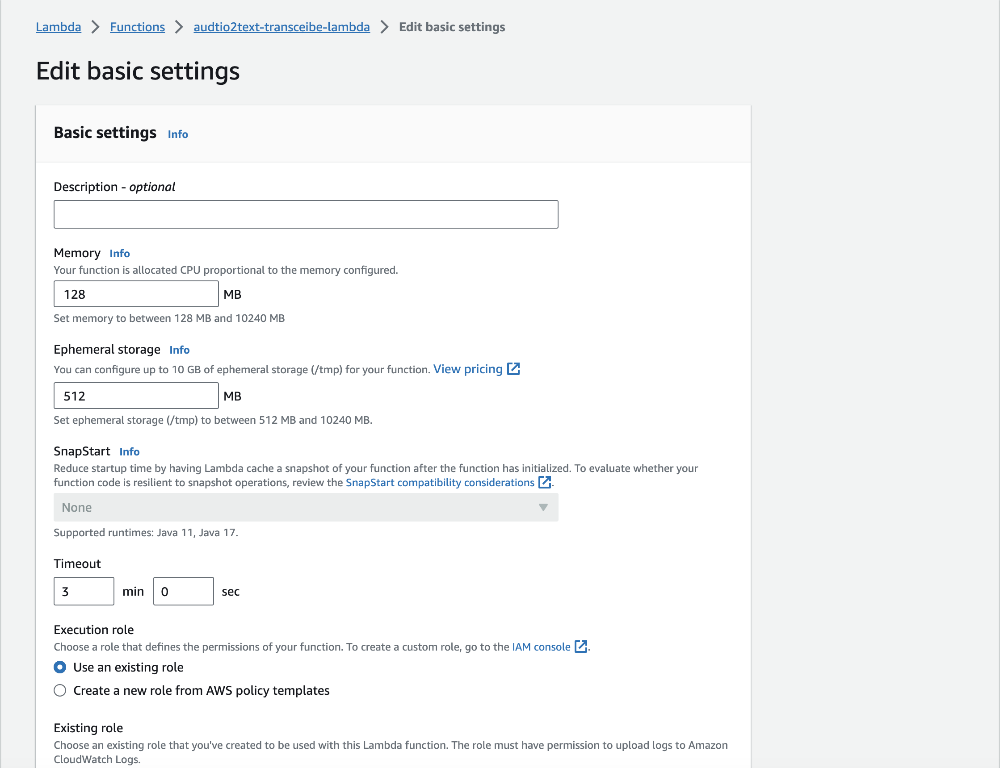 Lambda > Functions > audtio2text-transceibe-lambda > Edit basic settings
Edit basic settings
Basic settings Info
Description - optional
Memory Info
Your function is allocated CPU proportional to the memory configured.
128 MB
Set memory to between 128 MB and 10240 MB
Ephemeral storage Info
You can configure up to 10 GB of ephemeral storage (/tmp) for your function. View pricing
512 MB
Set ephemeral storage (/tmp) to between 512 MB and 10240 MB.
SnapStart Info
Reduce startup time by having Lambda cache a snapshot of your function after the function has initialized. To evaluate whether your
function code is resilient to snapshot operations, review the SnapStart compatibility considerations .
None
Supported runtimes: Java 11, Java 17.
Timeout
3 min 0 sec
Execution role
Choose a role that defines the permissions of your function. To create a custom role, go to the IAM console .
Use an existing role
Create a new role from AWS policy templates
Existing role
Choose an existing role that you've created to be used with this Lambda function. The role must have permission to upload logs to Amazon
CloudWatch Logs.